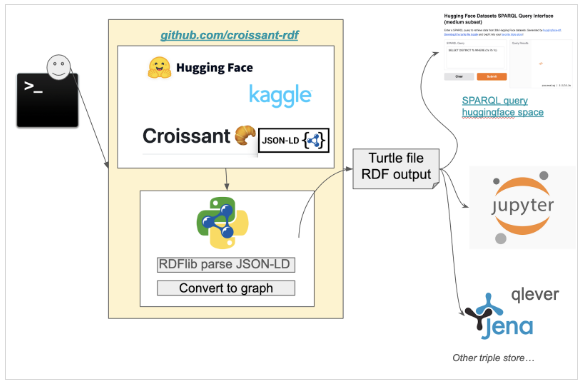 github.com/croissant-rdf
>_
Hugging Face
kaggle
Croissant
JSON-LD
RDFlib parse JSON-LD
Convert to graph
Turtle file
RDF output
Hugging Face Datasets SPARQL Query Interface
(medium subset)
SPARQL query
huggingface space
jupyter
qlever
Jena
Other triple store…